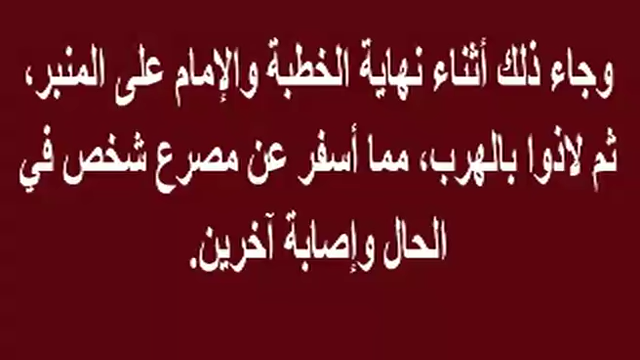 وجاء ذلك أثناء نهاية الخطبة والإمام على المنبر،
ثم لاذوا بالهرب، مما أسفر عن مصرع شخص في
الحال وإصابة آخرين.